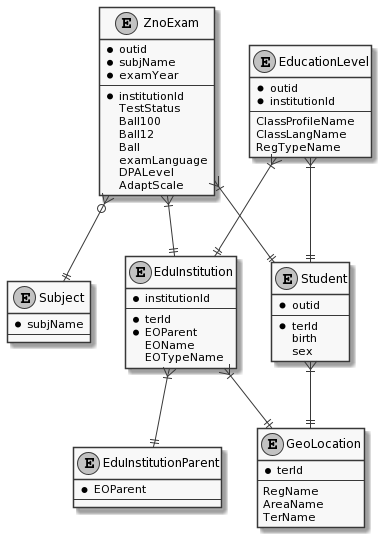 E ZnoExam
outid
subjName
examYear
institutionId
TestStatus
Ball100
Ball12
Ball
examLanguage
DPALevel
AdaptScale
E EducationLevel
outid
institutionId
ClassProfileName
ClassLangName
RegTypeName
E Subject
subjName
E EduInstitution
institutionId
terId
EOParent
EOName
EOTypeName
E Student
outid
terId
birth
sex
E EduInstitutionParent
EOParent
E GeoLocation
terId
RegName
AreaName
TerName